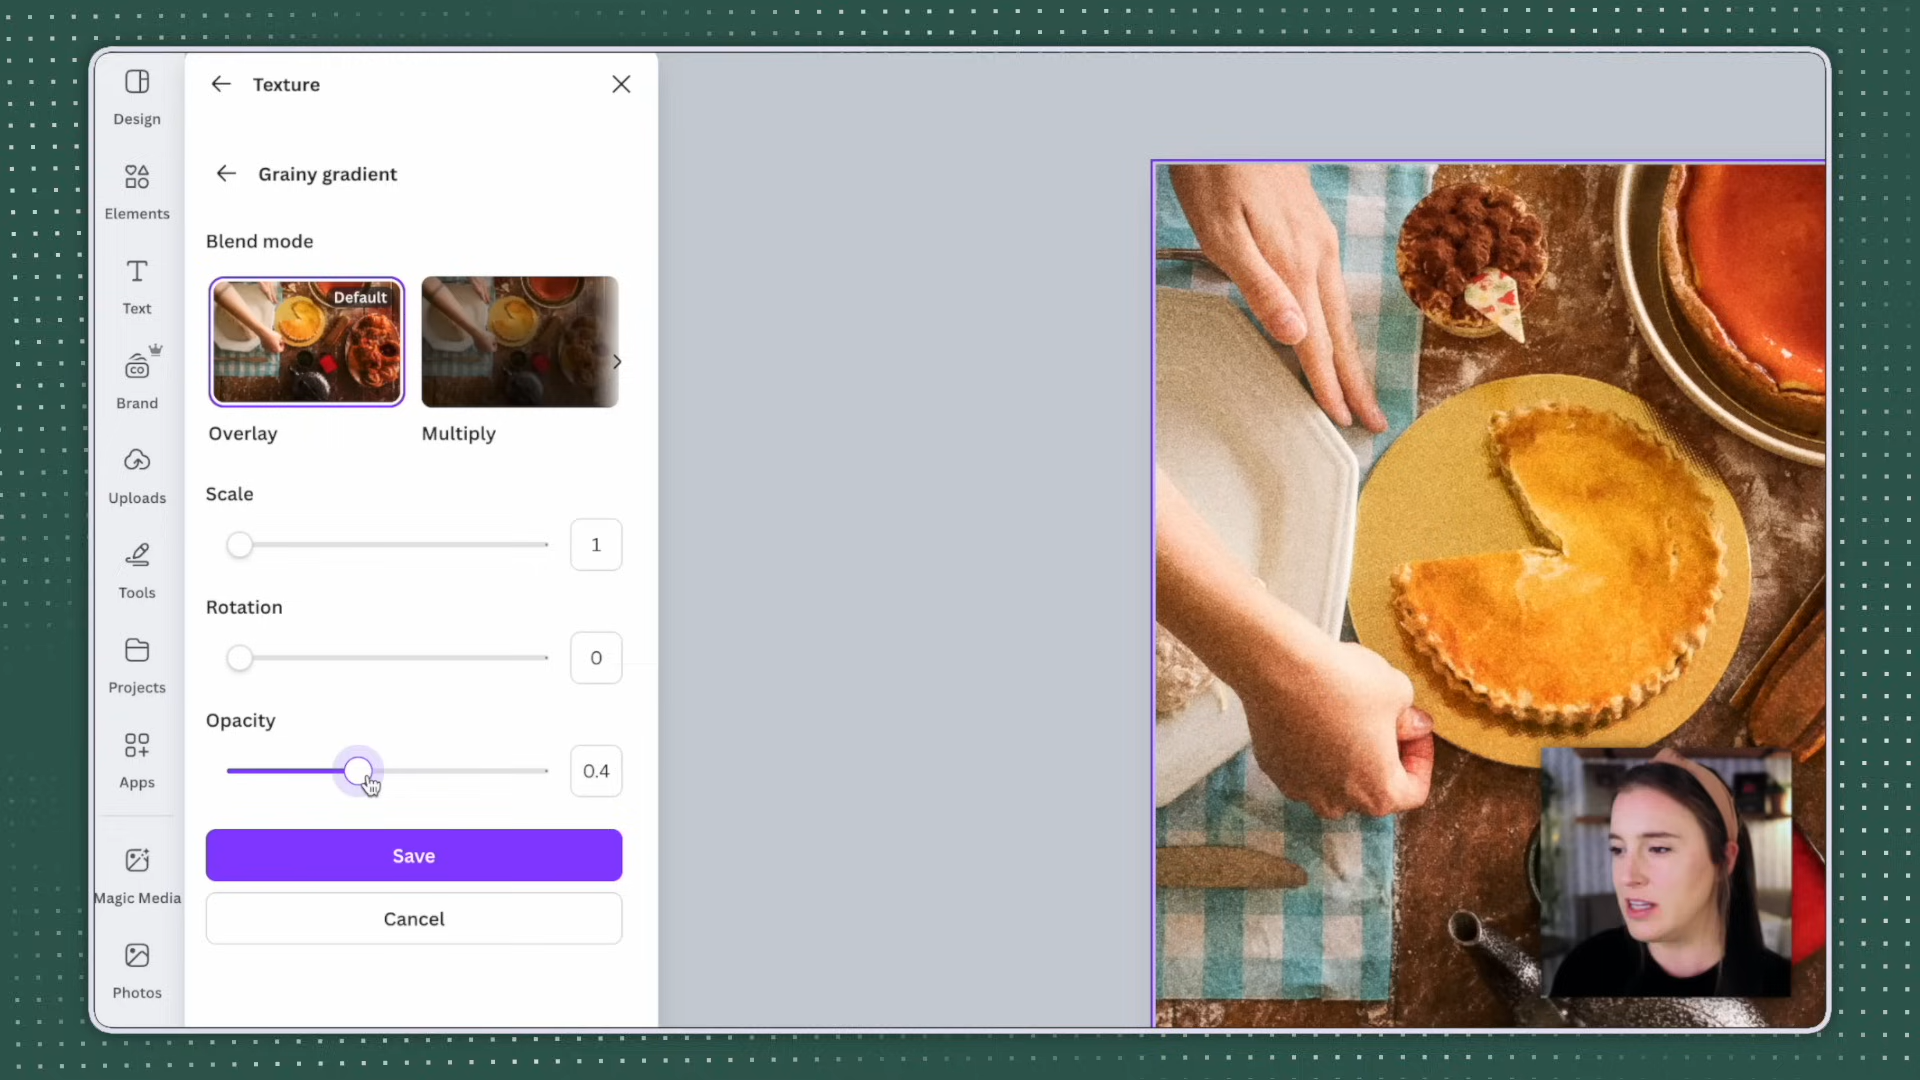 Design
Elements
Text
CO
Brand
Uploads
Tools
Projects
Apps
Magic Media
Photos
Texture
Grainy gradient
Blend mode
Default
Overlay
Multiply
Scale
1
Rotation
0
Opacity
0.4
Save
Cancel